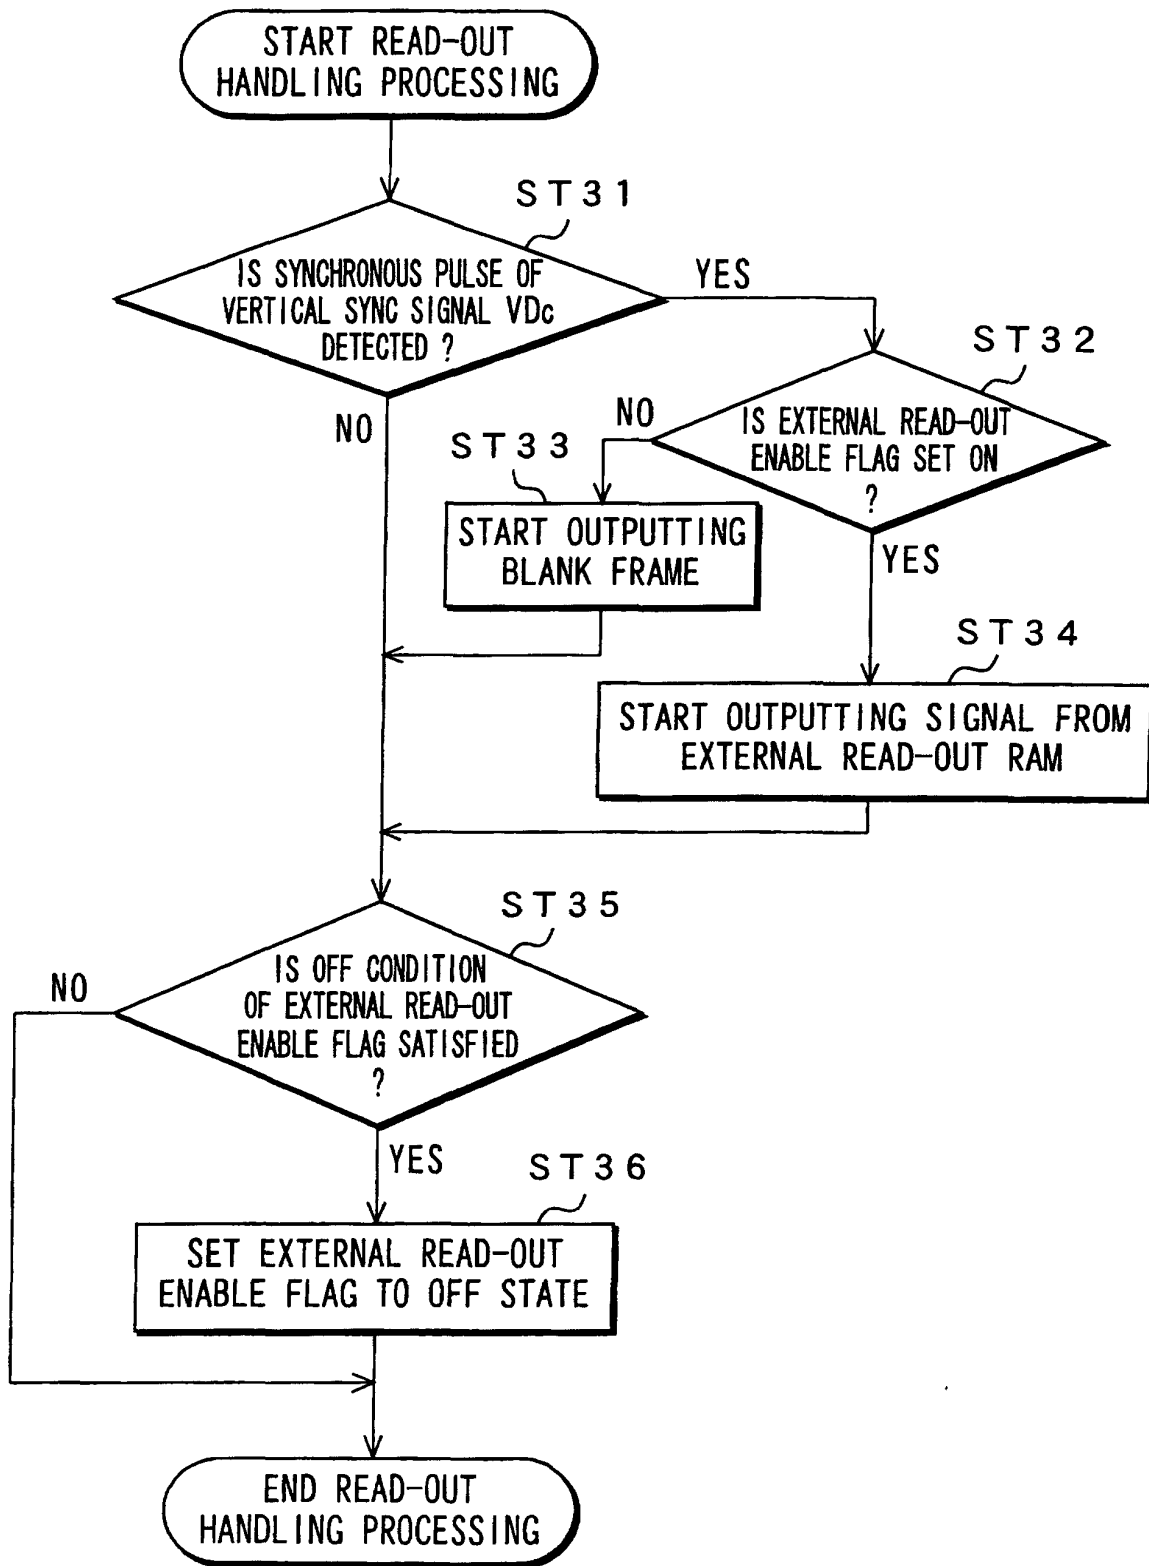 START READ-OUT
HANDLING PROCESSING
ST31
IS SYNCHRONOUS PULSE OF
VERTICAL SYNC SIGNAL VDc
DETECTED ?
YES
NO
ST32
IS EXTERNAL READ-OUT
ENABLE FLAG SET ON
?
NO
YES
ST33
START OUTPUTTING
BLANK FRAME
ST34
START OUTPUTTING SIGNAL FROM
EXTERNAL READ-OUT RAM
ST35
IS OFF CONDITION
OF EXTERNAL READ-OUT
ENABLE FLAG SATISFIED
?
NO
YES
ST36
SET EXTERNAL READ-OUT
ENABLE FLAG TO OFF STATE
END READ-OUT
HANDLING PROCESSING